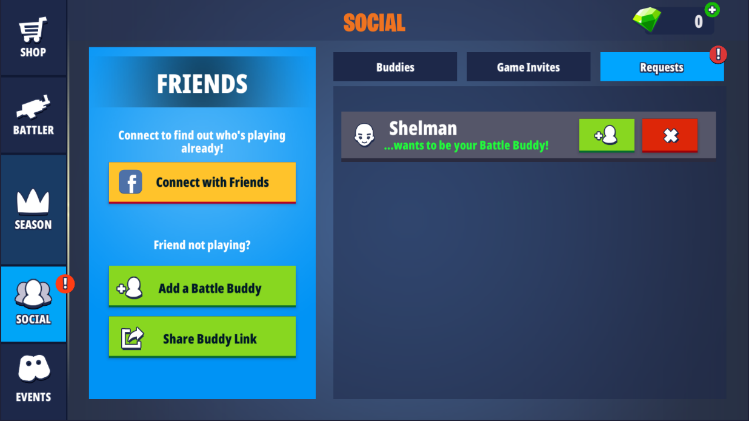 SOCIAL
0
SHOP
BATTLER
SEASON
SOCIAL
EVENTS
FRIENDS
Connect to find out who's playing
already!
Connect with Friends
Friend not playing?
Add a Battle Buddy
Share Buddy Link
Buddies
Game Invites
Requests
!
Shelman
...wants to be your Battle Buddy!
!